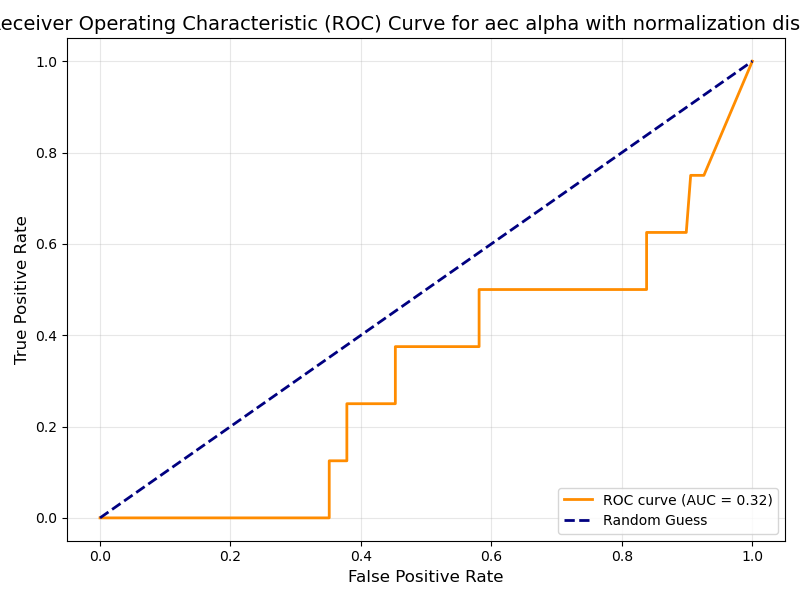 Receiver Operating Characteristic (ROC) Curve for aec alpha with normalization dis
1.0
0.8
0.6
0.4
0.2
0.0
True Positive Rate
0.0 0.2 0.4 0.6 0.8 1.0
False Positive Rate
ROC curve (AUC = 0.32)
Random Guess